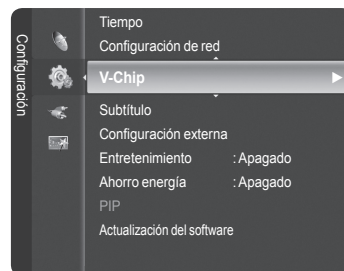 Configuración
Tiempo
Configuración de red
V-Chip
Subtítulo
Configuración externa
Entretenimiento : Apagado
Ahorro energía : Apagado
PIP
Actualización del software